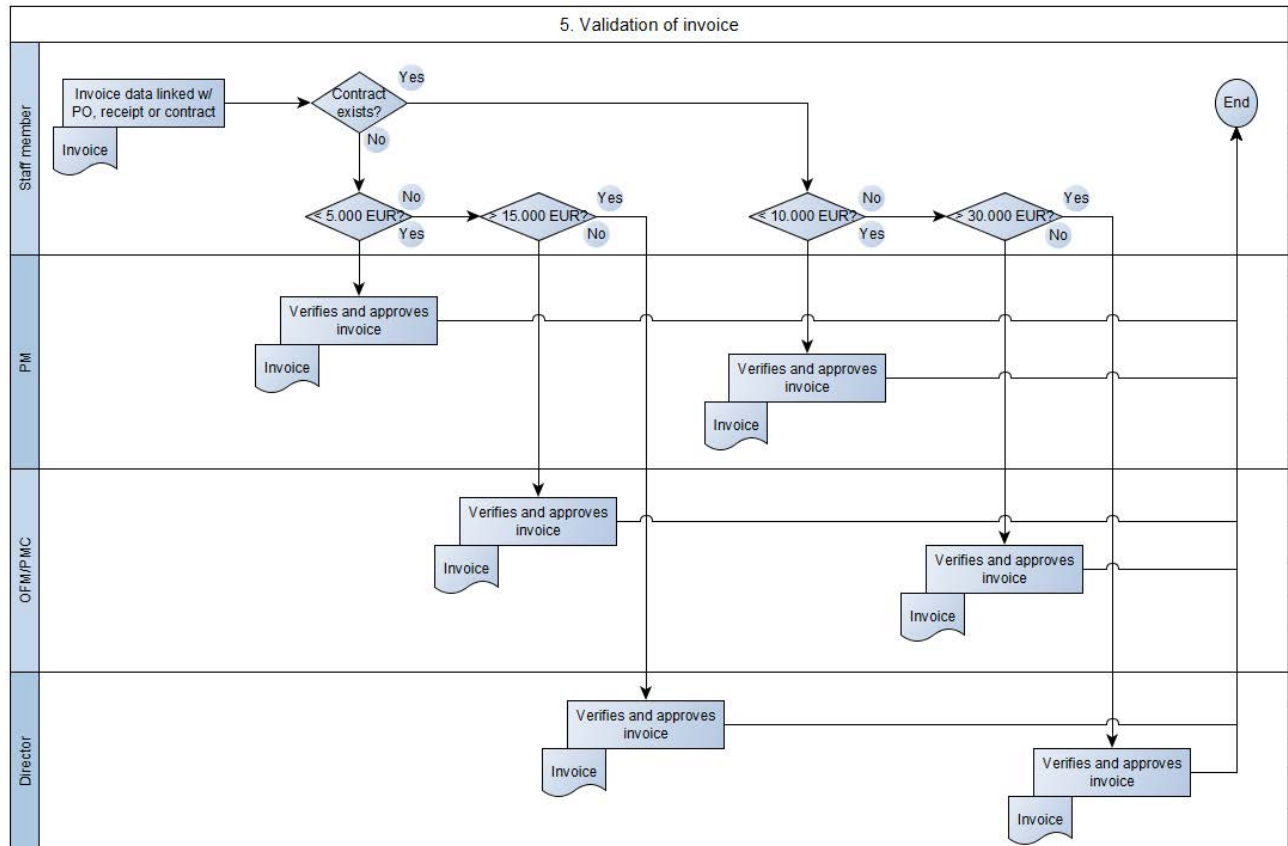 5. Validation of invoice
Staff member
Invoice data linked w/
PO, receipt or contract
Invoice
Contract
exists?
Yes
No
End
< 5.000 EUR?
No
Yes
> 15.000 EUR?
Yes
No
< 10.000 EUR?
No
Yes
> 30.000 EUR?
Yes
No
PM
Verifies and approves
invoice
Invoice
Verifies and approves
invoice
Invoice
OFM/PMC
Verifies and approves
invoice
Invoice
Verifies and approves
invoice
Invoice
Director
Verifies and approves
invoice
Invoice
Verifies and approves
invoice
Invoice